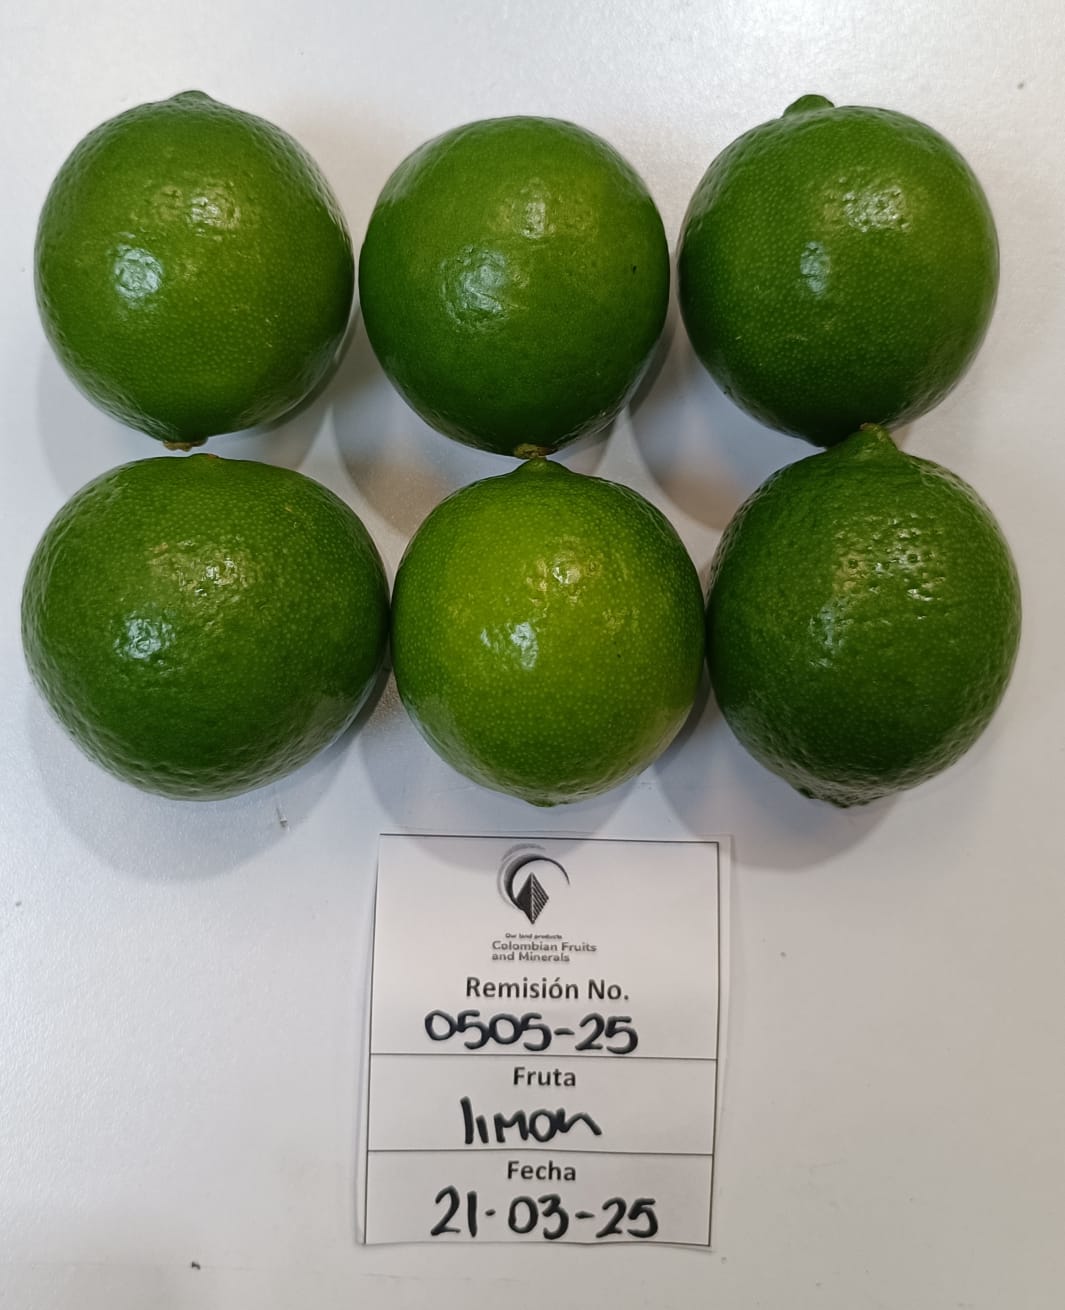 Our land products
Colombian Fruits
and Minerals
Remisión No.
0505-25
Fruta
limon
Fecha
21-03-25